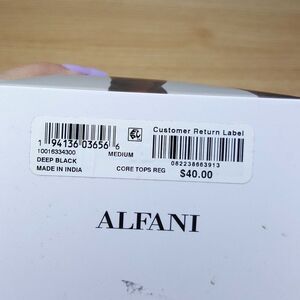 Customer Return Label
1 94136 03656 6
10016334300
MEDIUM
082238663913
DEEP BLACK
MADE IN INDIA
CORE TOPS REG
$40.00
ALFANI